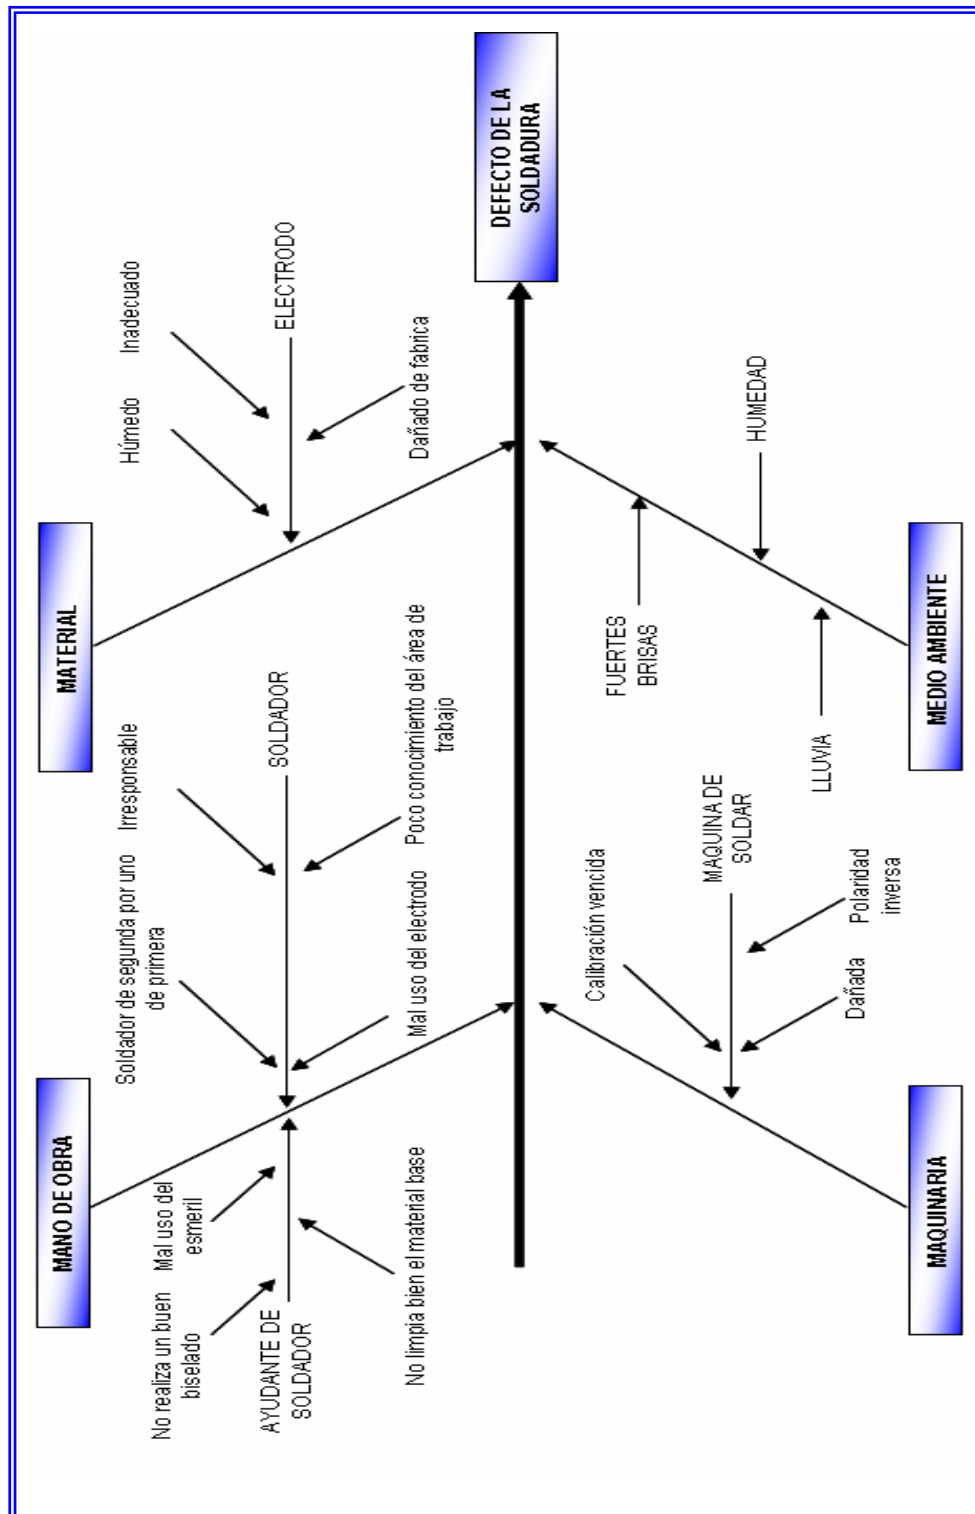 MANO DE OBRA
MATERIAL
No realiza un buen
biselado
Mal uso del
esmeril
AYUDANTE DE
SOLDADOR
No limpia bien el material base
Soldador de segunda por uno
de primera
Irresponsable
SOLDADOR
Mal uso del electrodo
Poco conocimiento del área de
trabajo
Húmedo
Inadecuado
ELECTRODO
Dañado de fabrica
DEFECTO DE LA
SOLDADURA
Calibración vencida
MAQUINA DE
SOLDAR
Dañada
Polaridad
inversa
FUERTES
BRISAS
HUMEDAD
LLUVIA
MAQUINARIA
MEDIO AMBIENTE